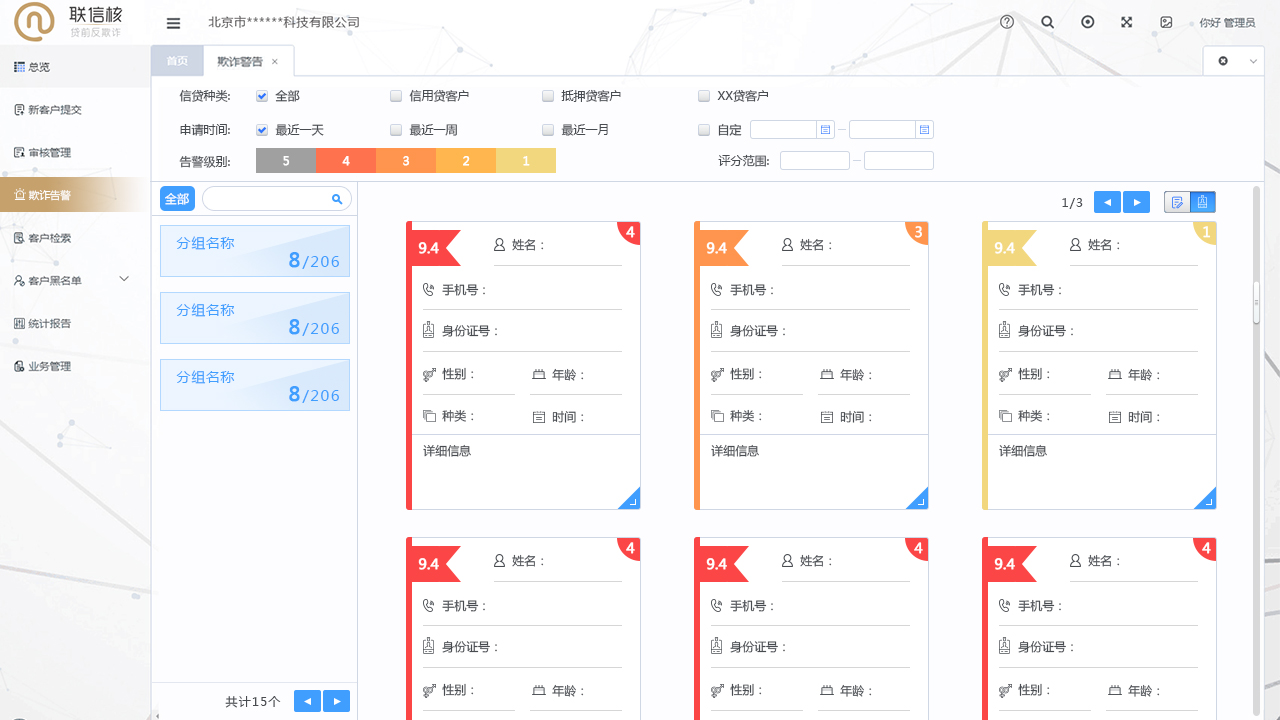 联信核
贷前反欺诈
北京市******科技有限公司
你好 管理员
总览
新客户提交
审核管理
欺诈告警
客户检索
客户黑名单
统计报告
业务管理
首页
欺诈警告 ×
信贷种类: 全部 信用贷客户 抵押贷客户 XX贷客户
申请时间: 最近一天 最近一周 最近一月 自定
告警级别: 5 4 3 2 1 评分范围:
全部
1/3
分组名称
8/206
分组名称
8/206
分组名称
8/206
共计15个
9.4
姓名：
4
手机号：
身份证号：
性别： 年龄：
种类： 时间：
详细信息
9.4
姓名：
3
手机号：
身份证号：
性别： 年龄：
种类： 时间：
详细信息
9.4
姓名：
1
手机号：
身份证号：
性别： 年龄：
种类： 时间：
详细信息
9.4
姓名：
4
手机号：
身份证号：
性别： 年龄：
9.4
姓名：
4
手机号：
身份证号：
性别： 年龄：
9.4
姓名：
4
手机号：
身份证号：
性别： 年龄：